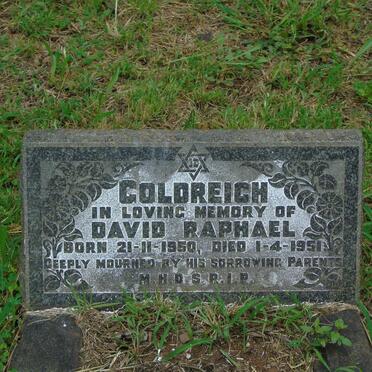 GOLDREICH
IN LOVING MEMORY OF
DAVID RAPHAEL
BORN 21-11-1950, DIED 1-4-1951
DEEPLY MOURNED BY HIS SORROWING PARENTS
M.H.D.S.R.I.P.